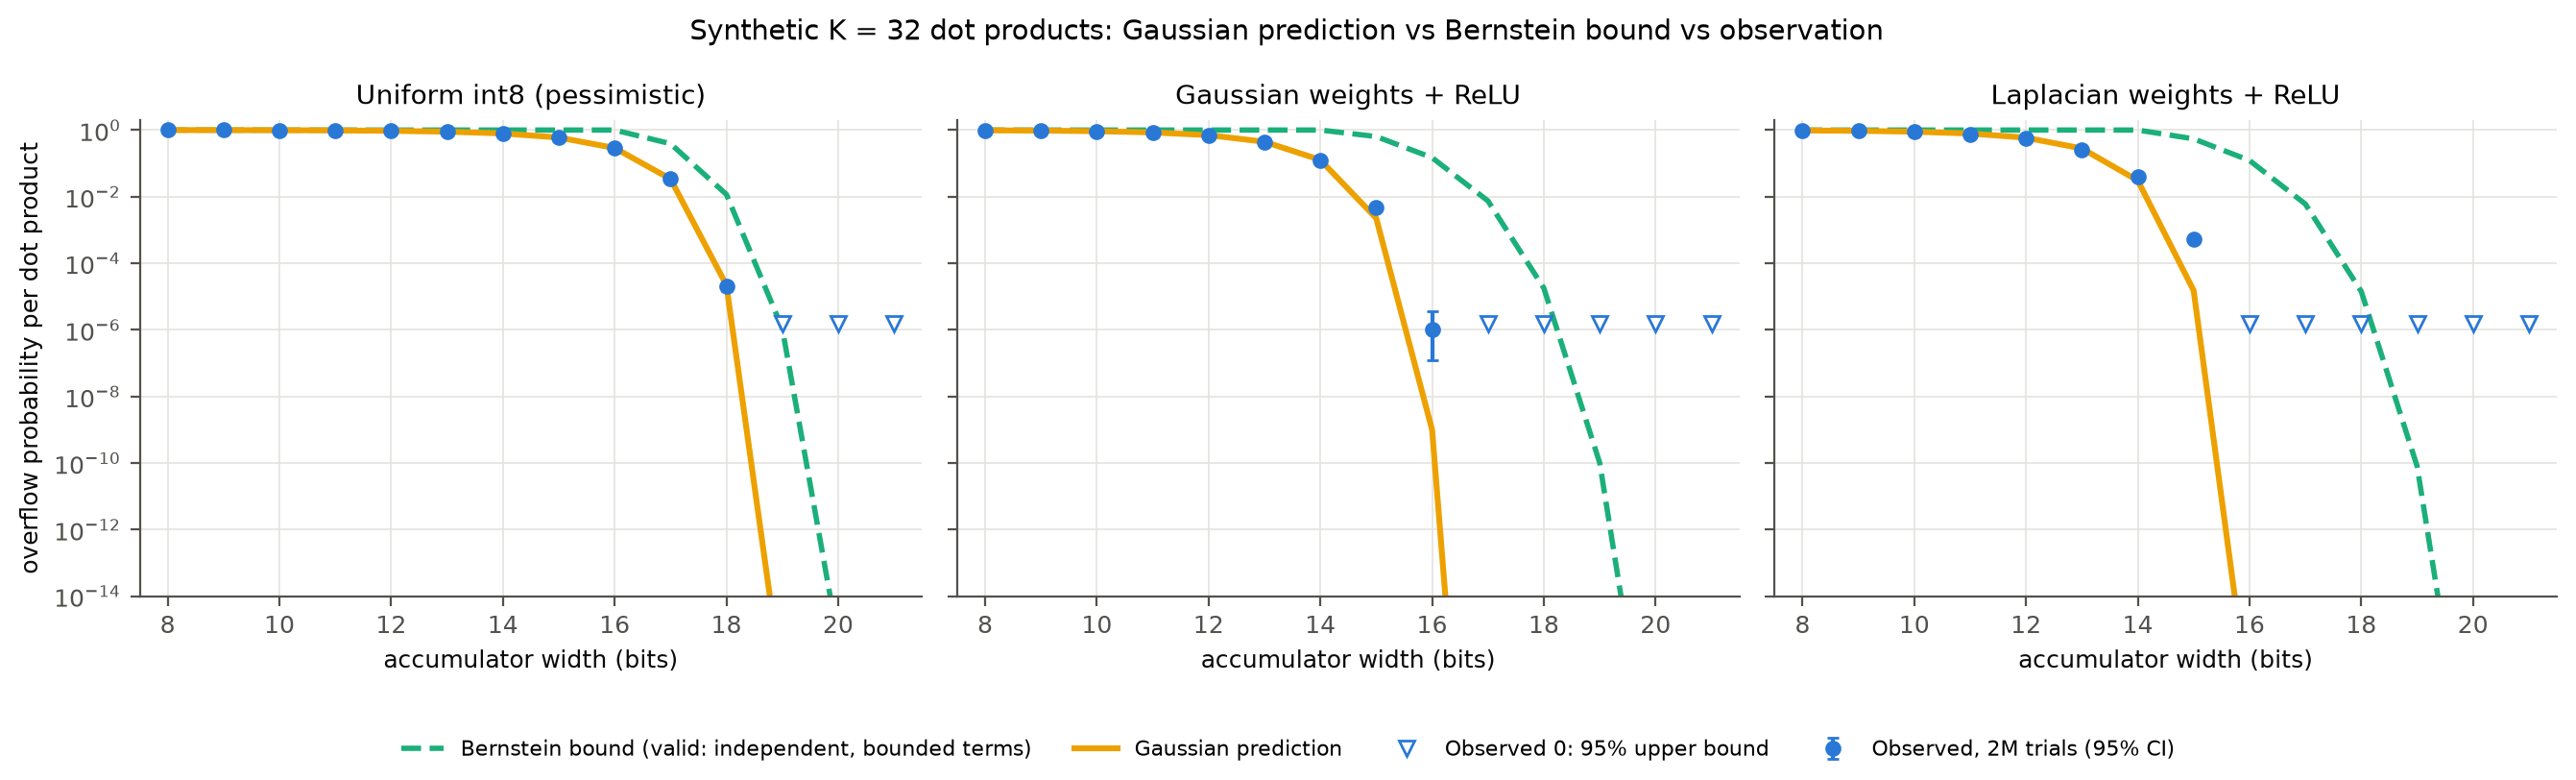 Synthetic K = 32 dot products: Gaussian prediction vs Bernstein bound vs observation
Uniform int8 (pessimistic)
Gaussian weights + ReLU
Laplacian weights + ReLU
overflow probability per dot product
10⁰
10⁻²
10⁻⁴
10⁻⁶
10⁻⁸
10⁻¹⁰
10⁻¹²
10⁻¹⁴
8 10 12 14 16 18 20
8 10 12 14 16 18 20
8 10 12 14 16 18 20
accumulator width (bits)
accumulator width (bits)
accumulator width (bits)
Bernstein bound (valid: independent, bounded terms)
Gaussian prediction
Observed 0: 95% upper bound
Observed, 2M trials (95% CI)